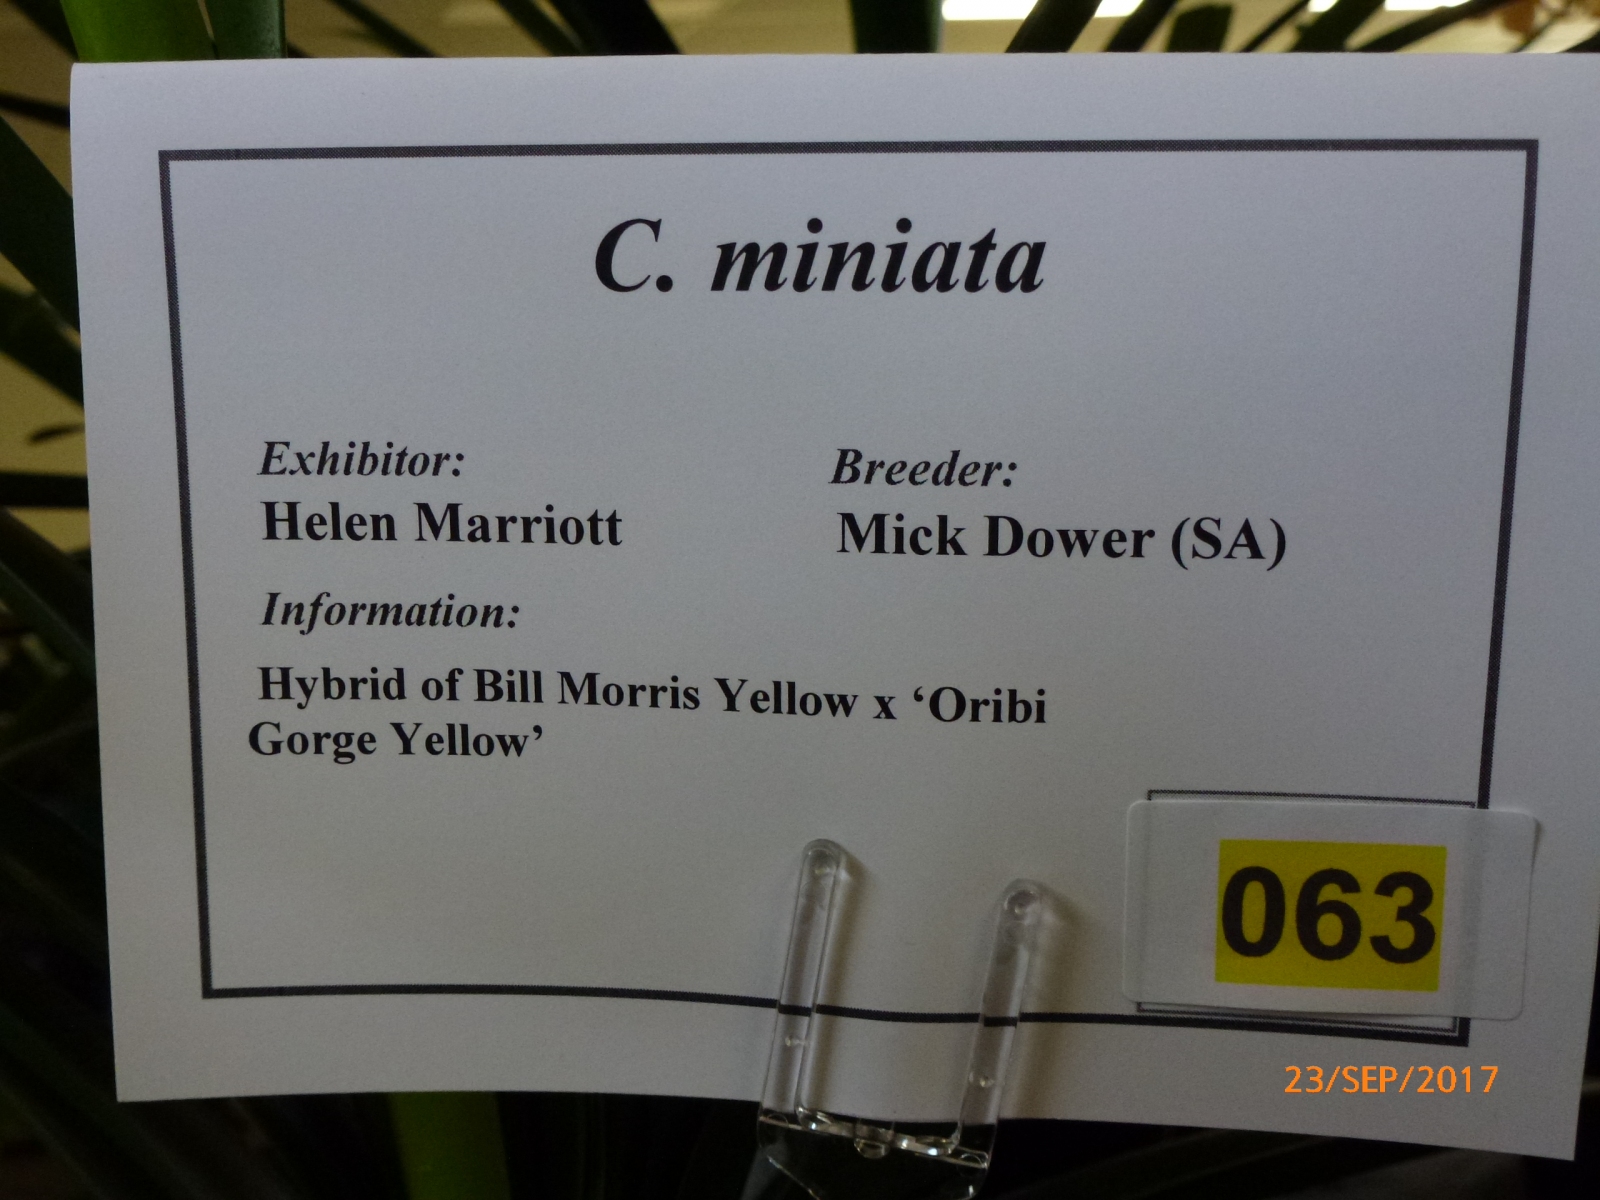 C. miniata
Exhibitor:
Helen Marriott
Breeder:
Mick Dower (SA)
Information:
Hybrid of Bill Morris Yellow x ‘Oribi
Gorge Yellow’
063
23/SEP/2017